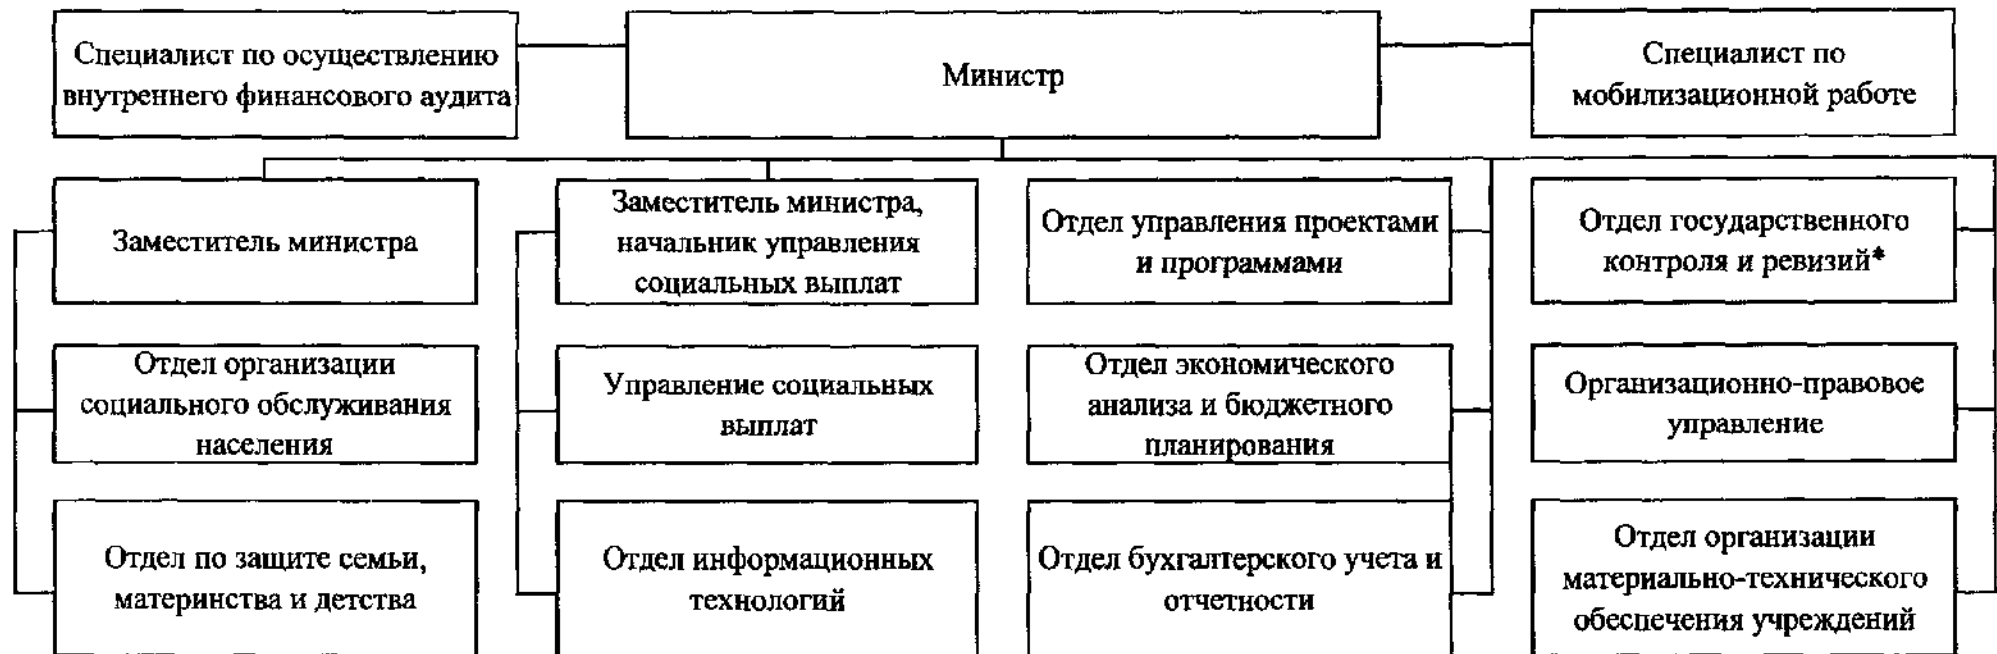 Специалист по осуществлению
внутреннего финансового аудита
Министр
Специалист по
мобилизационной работе
Заместитель министра
Заместитель министра,
начальник управления
социальных выплат
Отдел управления проектами
и программами
Отдел государственного
контроля и ревизий*
Отдел организации
социального обслуживания
населения
Управление социальных
выплат
Отдел экономического
анализа и бюджетного
планирования
Организационно-правовое
управление
Отдел по защите семьи,
материнства и детства
Отдел информационных
технологий
Отдел бухгалтерского учета и
отчетности
Отдел организации
материально-технического
обеспечения учреждений